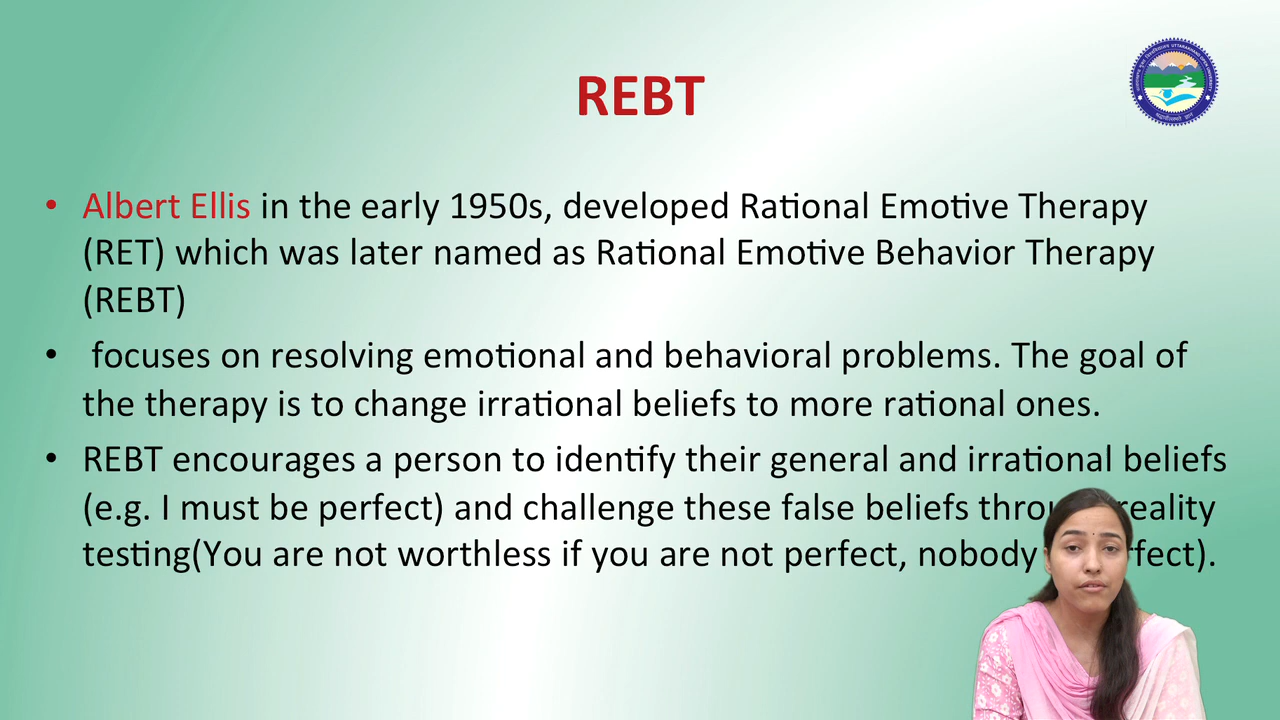 REBT
• Albert Ellis in the early 1950s, developed Rational Emotive Therapy
(RET) which was later named as Rational Emotive Behavior Therapy
(REBT)
• focuses on resolving emotional and behavioral problems. The goal of
the therapy is to change irrational beliefs to more rational ones.
• REBT encourages a person to identify their general and irrational beliefs
(e.g. I must be perfect) and challenge these false beliefs reality
testing(You are not worthless if you are not perfect, nobody